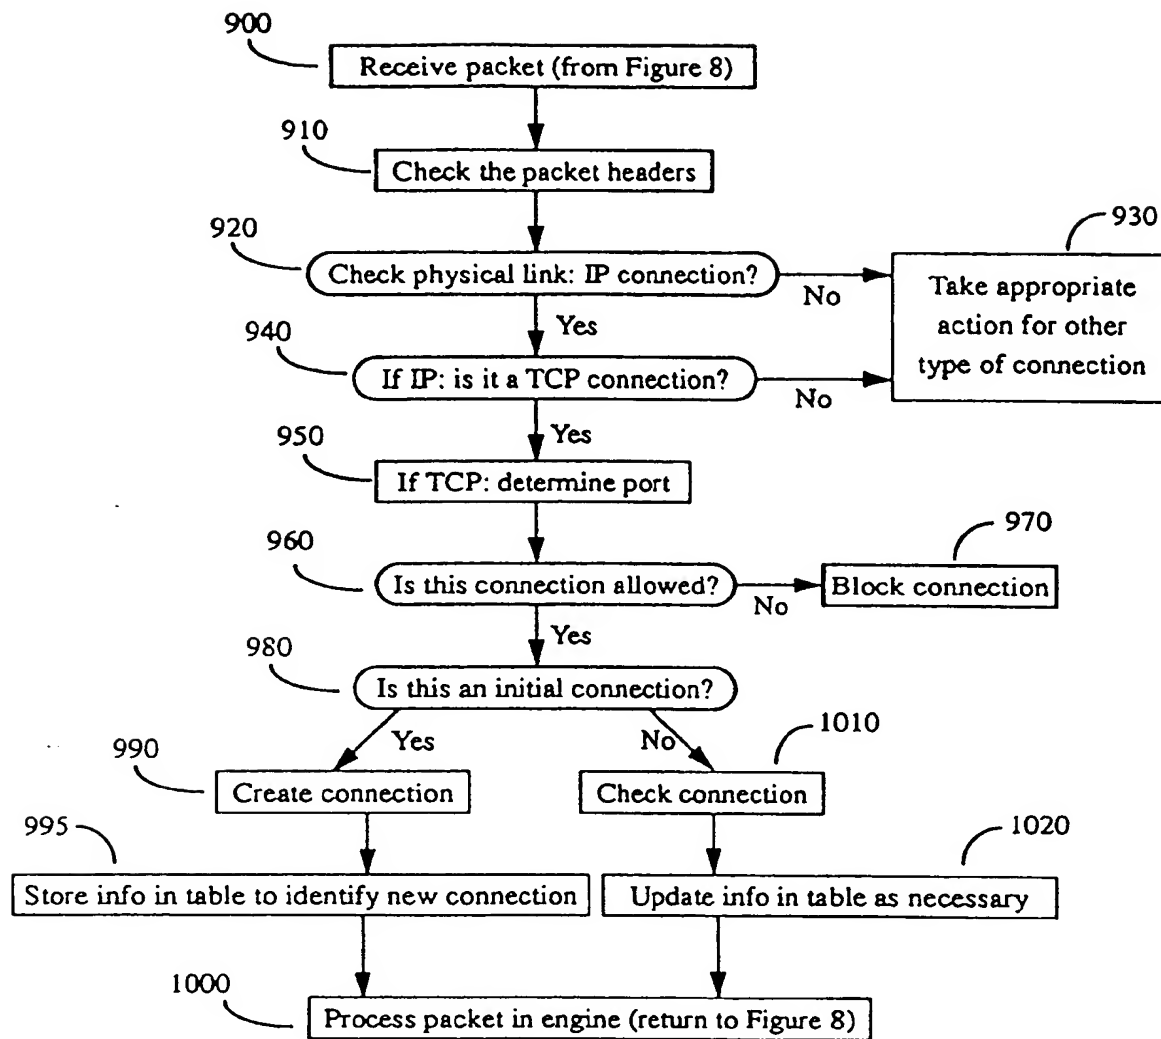 900
Receive packet (from Figure 8)
910
Check the packet headers
920
930
Check physical link: IP connection?
No
Take appropriate
action for other
type of connection
Yes
940
If IP: is it a TCP connection?
No
Yes
950
If TCP: determine port
960
970
Is this connection allowed?
No
Block connection
Yes
980
Is this an initial connection?
Yes
No
990
1010
Create connection
Check connection
995
1020
Store info in table to identify new connection
Update info in table as necessary
1000
Process packet in engine (return to Figure 8)